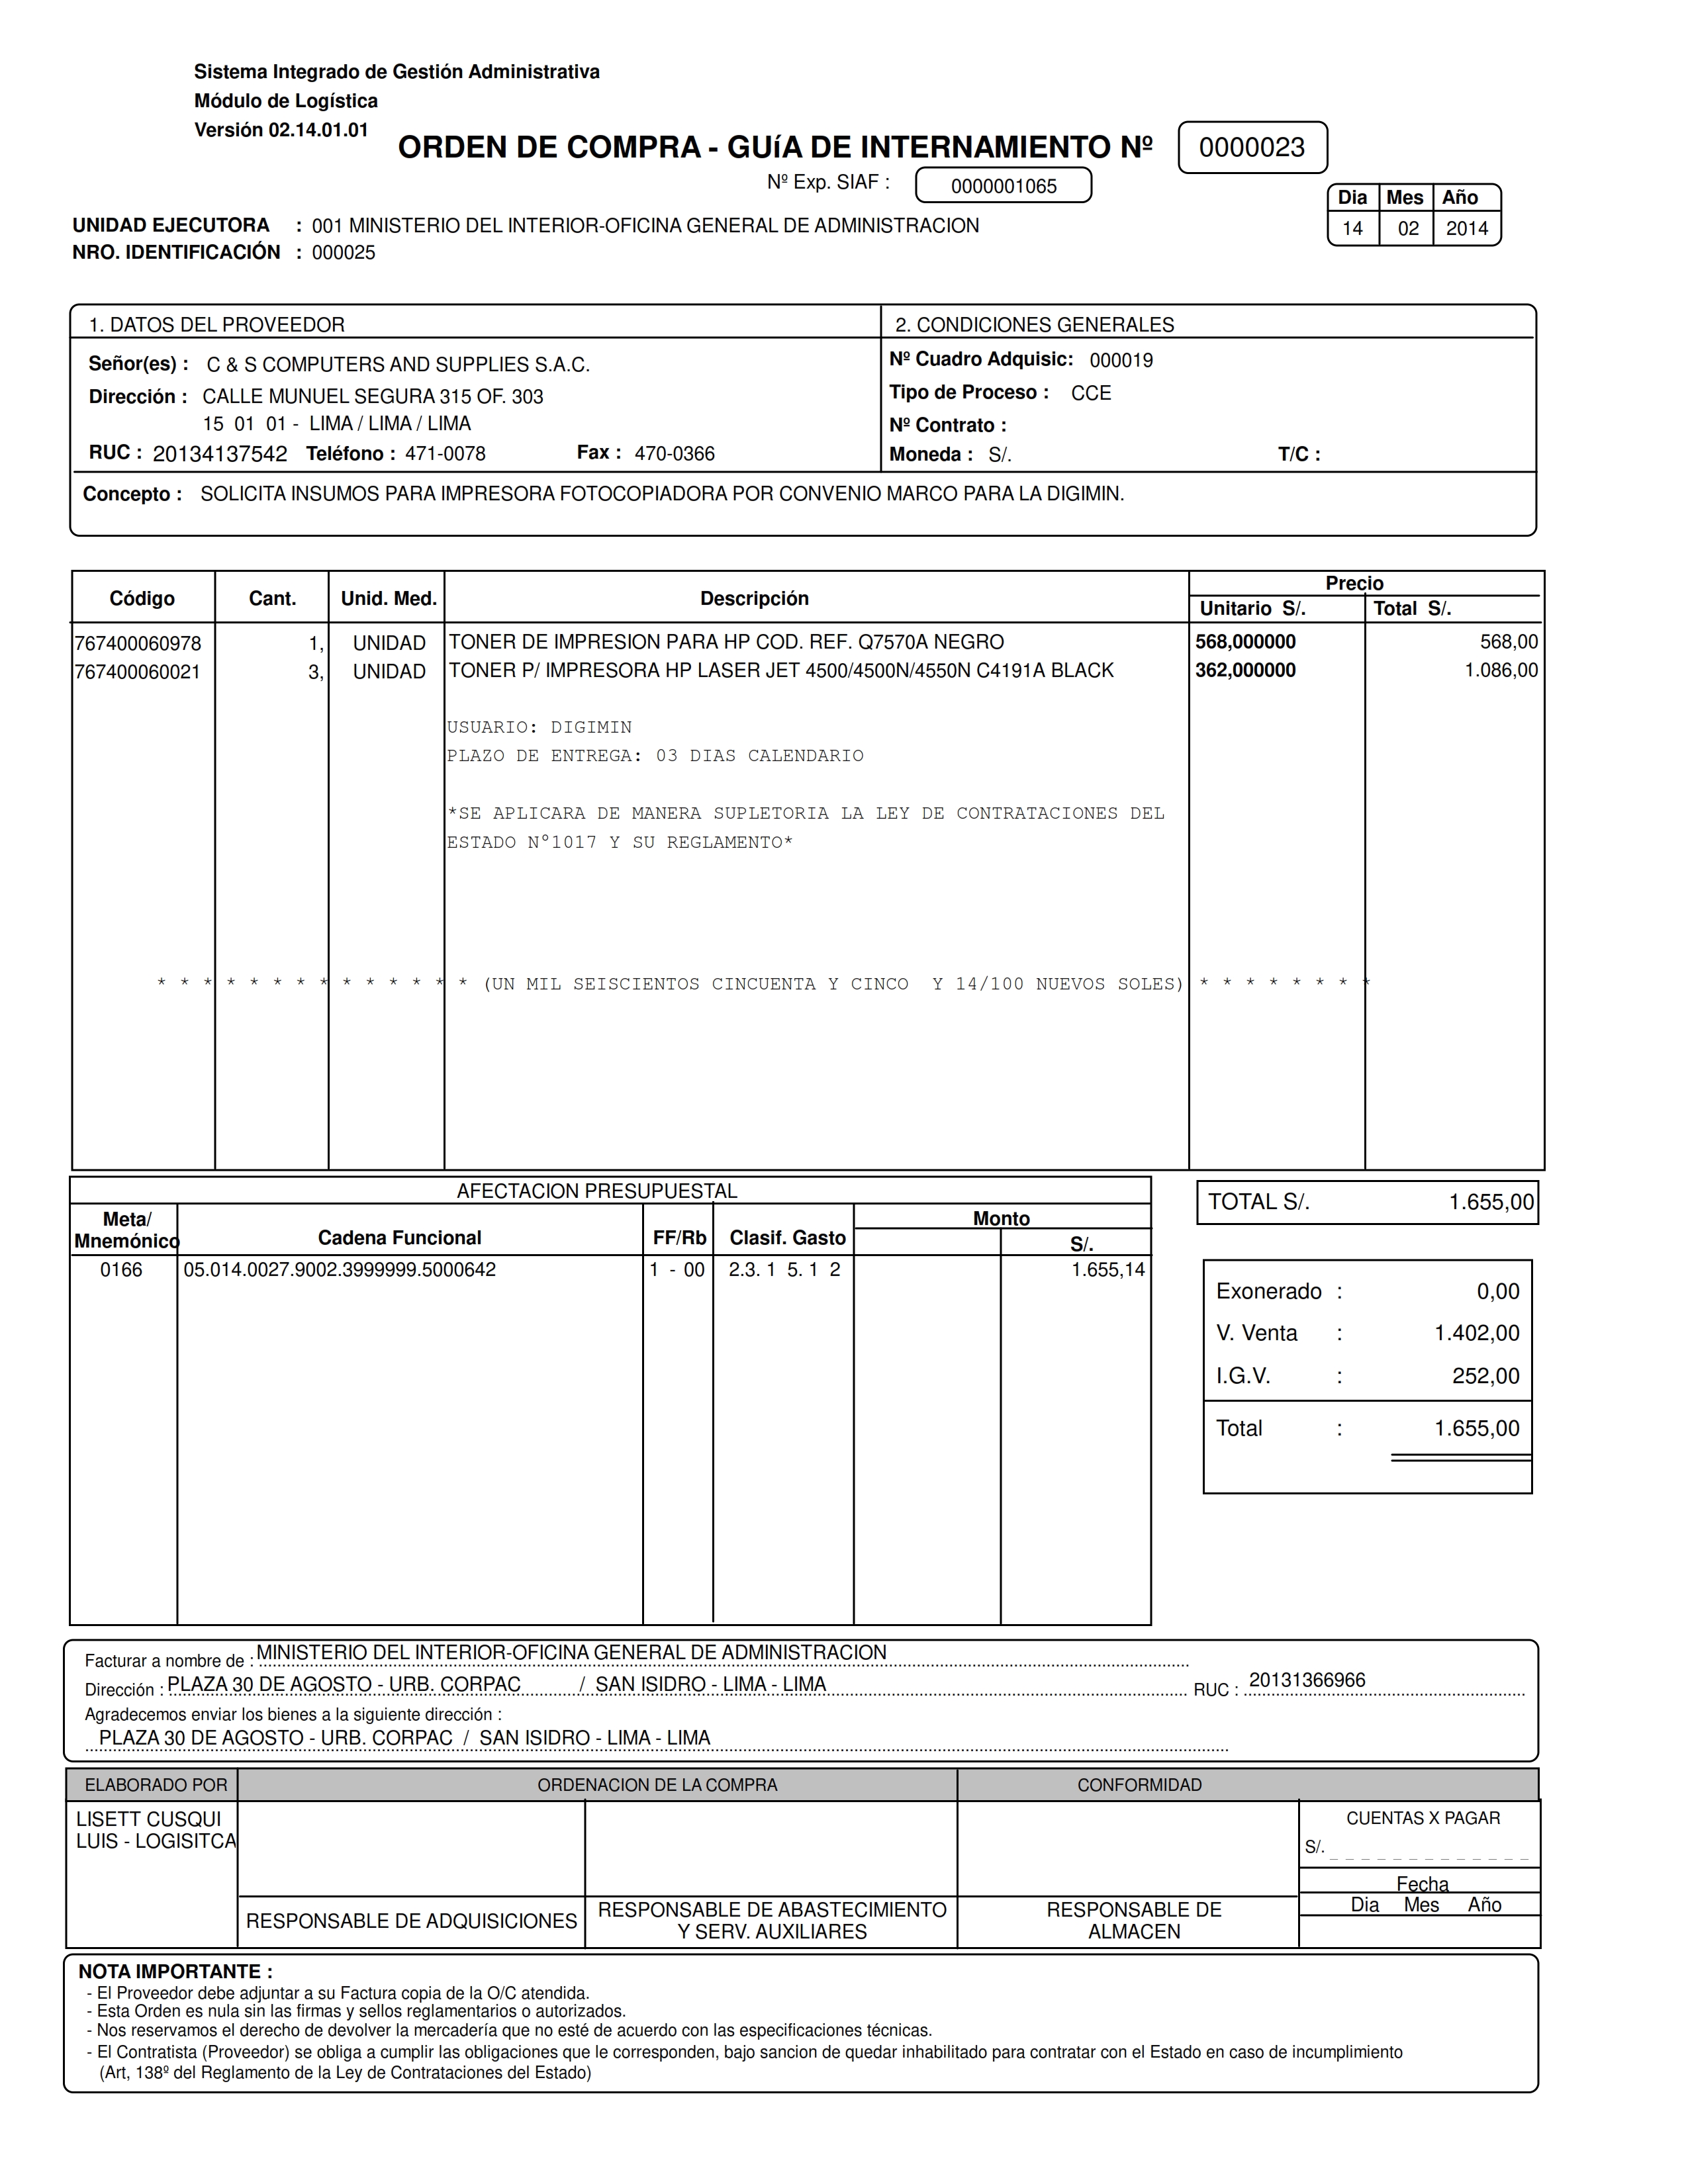 Sistema Integrado de Gestión Administrativa
Módulo de Logística
Versión 02.14.01.01
ORDEN DE COMPRA - GUíA DE INTERNAMIENTO Nº 0000023
Nº Exp. SIAF : 0000001065
Dia Mes Año
14 02 2014
UNIDAD EJECUTORA : 001 MINISTERIO DEL INTERIOR-OFICINA GENERAL DE ADMINISTRACION
NRO. IDENTIFICACIÓN : 000025
1. DATOS DEL PROVEEDOR
Señor(es) : C & S COMPUTERS AND SUPPLIES S.A.C.
Dirección : CALLE MUNUEL SEGURA 315 OF. 303
15 01 01 - LIMA / LIMA / LIMA
RUC : 20134137542 Teléfono : 471-0078 Fax : 470-0366
2. CONDICIONES GENERALES
Nº Cuadro Adquisic: 000019
Tipo de Proceso : CCE
Nº Contrato :
Moneda : S/. T/C :
Concepto : SOLICITA INSUMOS PARA IMPRESORA FOTOCOPIADORA POR CONVENIO MARCO PARA LA DIGIMIN.
Código Cant. Unid. Med. Descripción Precio
Unitario S/. Total S/.
767400060978 1, UNIDAD TONER DE IMPRESION PARA HP COD. REF. Q7570A NEGRO 568,000000 568,00
767400060021 3, UNIDAD TONER P/ IMPRESORA HP LASER JET 4500/4500N/4550N C4191A BLACK 362,000000 1.086,00
USUARIO: DIGIMIN
PLAZO DE ENTREGA: 03 DIAS CALENDARIO
*SE APLICARA DE MANERA SUPLETORIA LA LEY DE CONTRATACIONES DEL
ESTADO N°1017 Y SU REGLAMENTO*
* * * * * * * * * * * * * * (UN MIL SEISCIENTOS CINCUENTA Y CINCO Y 14/100 NUEVOS SOLES) * * * * * * * *
AFECTACION PRESUPUESTAL
Meta/ Mnemónico Cadena Funcional FF/Rb Clasif. Gasto Monto
S/.
0166 05.014.0027.9002.3999999.5000642 1 - 00 2.3. 1 5. 1 2 1.655,14
TOTAL S/. 1.655,00
Exonerado : 0,00
V. Venta : 1.402,00
I.G.V. : 252,00
Total : 1.655,00
Facturar a nombre de : MINISTERIO DEL INTERIOR-OFICINA GENERAL DE ADMINISTRACION
Dirección : PLAZA 30 DE AGOSTO - URB. CORPAC / SAN ISIDRO - LIMA - LIMA RUC : 20131366966
Agradecemos enviar los bienes a la siguiente dirección :
PLAZA 30 DE AGOSTO - URB. CORPAC / SAN ISIDRO - LIMA - LIMA
ELABORADO POR ORDENACION DE LA COMPRA CONFORMIDAD
LISETT CUSQUI
LUIS - LOGISITCA
CUENTAS X PAGAR
S/. _ _ _ _ _ _ _ _ _ _ _ _ _
Fecha
Dia Mes Año
RESPONSABLE DE ADQUISICIONES
RESPONSABLE DE ABASTECIMIENTO
Y SERV. AUXILIARES
RESPONSABLE DE
ALMACEN
NOTA IMPORTANTE :
- El Proveedor debe adjuntar a su Factura copia de la O/C atendida.
- Esta Orden es nula sin las firmas y sellos reglamentarios o autorizados.
- Nos reservamos el derecho de devolver la mercadería que no esté de acuerdo con las especificaciones técnicas.
- El Contratista (Proveedor) se obliga a cumplir las obligaciones que le corresponden, bajo sancion de quedar inhabilitado para contratar con el Estado en caso de incumplimiento
(Art, 138º del Reglamento de la Ley de Contrataciones del Estado)